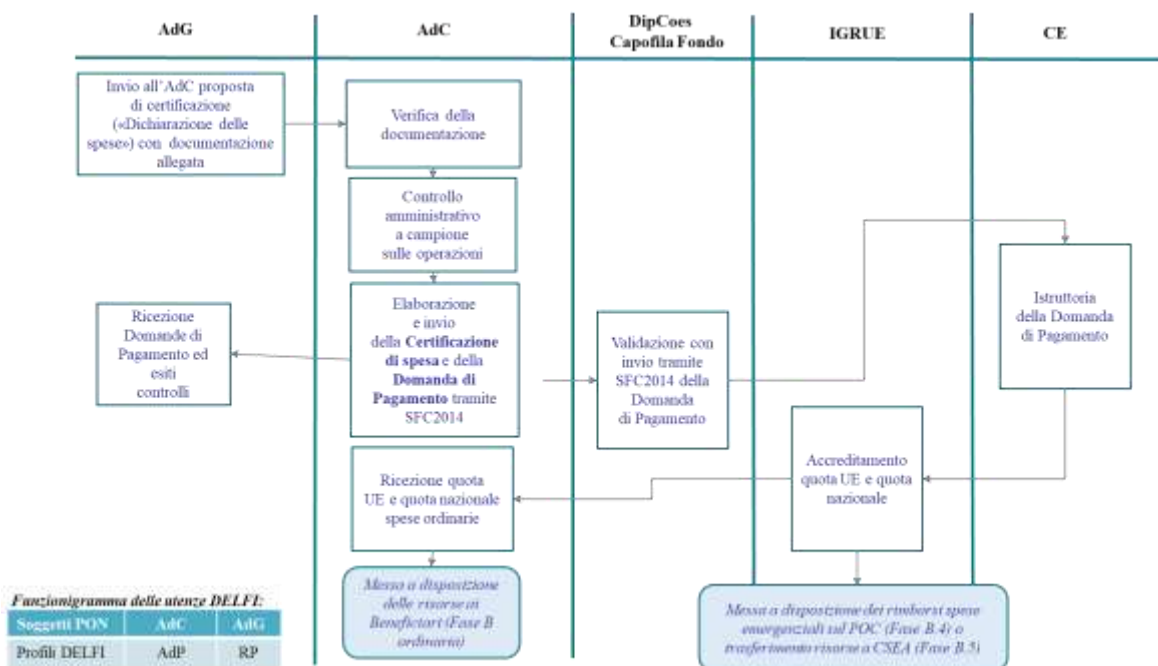 AdG
AdC
DipCoes
Capofila Fondo
IGRUE
CE
Invio all'AdC proposta
di certificazione
(«Dichiarazione delle
spese») con documentazione
allegata
Verifica della
documentazione
Controllo
amministrativo
a campione
sulle operazioni
Ricezione
Domande di
Pagamento ed
esiti
controlli
Elaborazione
e invio
della Certificazione
di spesa e della
Domanda di
Pagamento tramite
SFC2014
Validazione con
invio tramite
SFC2014 della
Domanda
di Pagamento
Istruttoria
della Domanda
di Pagamento
Ricezione quota
UE e quota nazionale
spese ordinarie
Accreditamento
quota UE e quota
nazionale
Messa a disposizione
delle risorse ai
Beneficiari (Fase B
ordinaria)
Messa a disposizione dei rimborsi spese
emergenziali sul POC (Fase B.4) o
trasferimento risorse a CSEA (Fase B.5)
Funzionigramma delle utenze DELFI:
Soggetti PON AdC AdG
Profili DELFI AdP RP